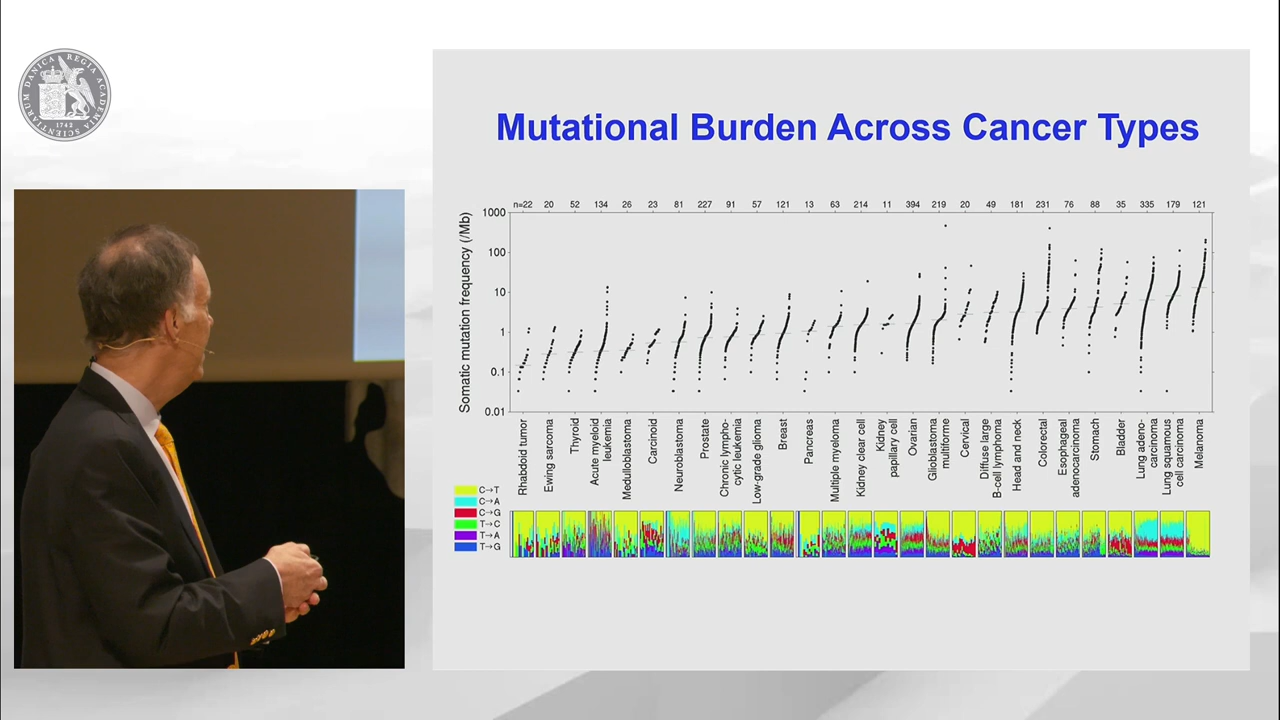 REGIA ACADEMIA SCIENTIARUM DANICA
1742
Mutational Burden Across Cancer Types
n=22 20 52 134 26 23 81 227 91 57 121 13 63 214 11 394 219 20 49 181 231 76 88 35 335 179 121
Somatic mutation frequency (/Mb)
1000
100
10
1
0.1
0.01
Rhabdoid tumor
Ewing sarcoma
Thyroid
Acute myeloid
leukemia
Medulloblastoma
Carcinoid
Neuroblastoma
Prostate
Chronic lympho-
cytic leukemia
Low-grade glioma
Breast
Pancreas
Multiple myeloma
Kidney clear cell
Kidney
papillary cell
Ovarian
Glioblastoma
multiforme
Cervical
Diffuse large
B-cell lymphoma
Head and neck
Colorectal
Esophageal
adenocarcinoma
Stomach
Bladder
Lung adeno-
carcinoma
Lung squamous
cell carcinoma
Melanoma
C→T
C→A
C→G
T→C
T→A
T→G